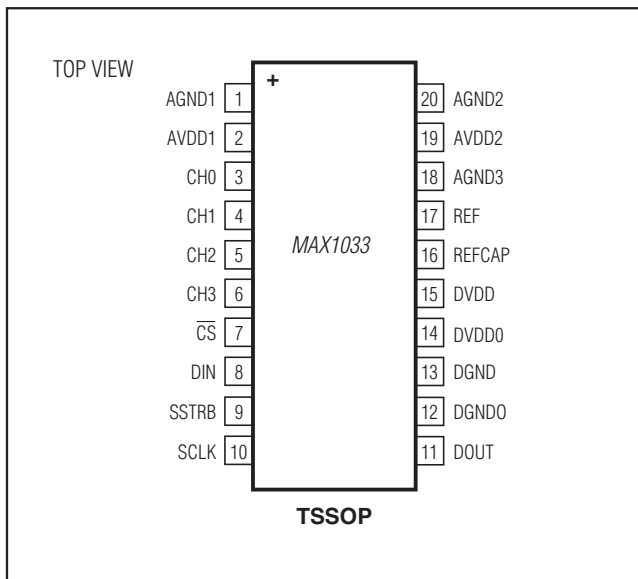 TOP VIEW
+
AGND1 1
AVDD1 2
CH0 3
CH1 4
CH2 5
CH3 6
C̅S̅ 7
DIN 8
SSTRB 9
SCLK 10
MAX1033
20 AGND2
19 AVDD2
18 AGND3
17 REF
16 REFCAP
15 DVDD
14 DVDD0
13 DGND
12 DGNDO
11 DOUT
TSSOP